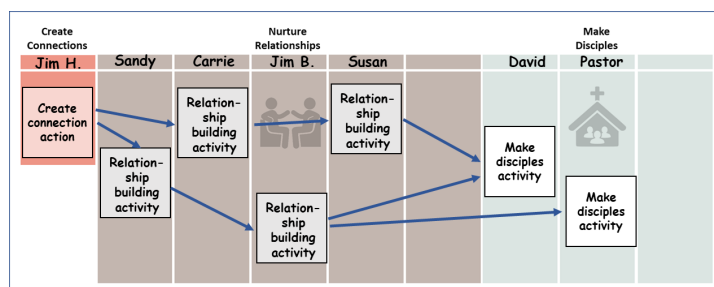 Create
Connections
Nurture
Relationships
Make
Disciples
Jim H.
Sandy
Carrie
Jim B.
Susan
David
Pastor
Create
connection
action
Relation-
ship
building
activity
Relation-
ship
building
activity
Relation-
ship
building
activity
Relation-
ship
building
activity
Make
disciples
activity
Make
disciples
activity